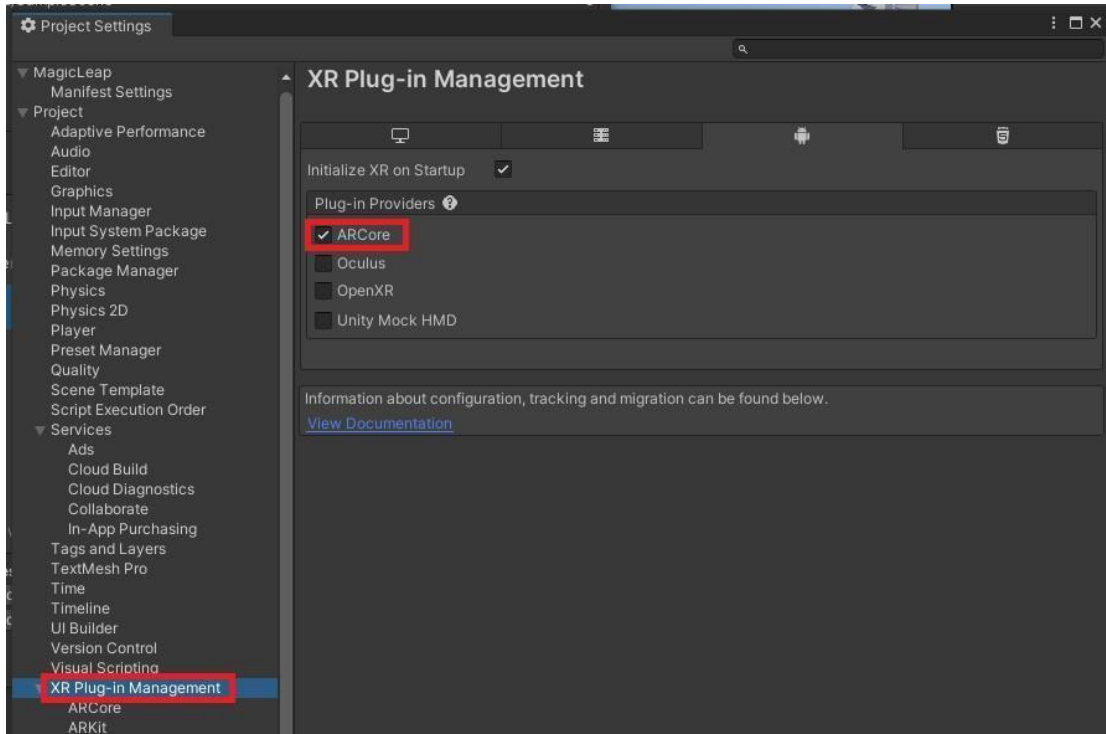 Project Settings
MagicLeap
Manifest Settings
Project
Adaptive Performance
Audio
Editor
Graphics
Input Manager
Input System Package
Memory Settings
Package Manager
Physics
Physics 2D
Player
Preset Manager
Quality
Scene Template
Script Execution Order
Services
Ads
Cloud Build
Cloud Diagnostics
Collaborate
In-App Purchasing
Tags and Layers
TextMesh Pro
Time
Timeline
UI Builder
Version Control
Visual Scripting
XR Plug-in Management
ARCore
ARKit
XR Plug-in Management
Initialize XR on Startup
Plug-in Providers
ARCore
Oculus
OpenXR
Unity Mock HMD
Information about configuration, tracking and migration can be found below.
View Documentation